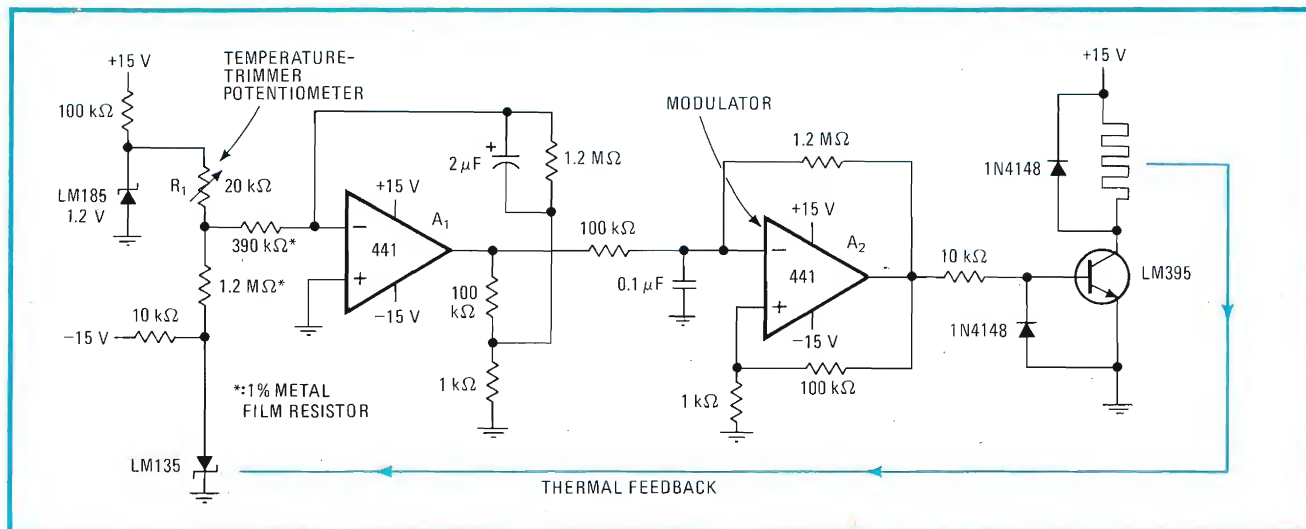 +15 V
100 kΩ
LM185
1.2 V
TEMPERATURE-
TRIMMER
POTENTIOMETER
R1
20 kΩ
390 kΩ*
1.2 MΩ*
10 kΩ
−15 V
*:1% METAL
FILM RESISTOR
LM135
+
2 µF
1.2 MΩ
+15 V
A1
−
441
+
−15 V
100
kΩ
1 kΩ
100 kΩ
0.1 µF
MODULATOR
1.2 MΩ
+15 V
A2
−
441
+
−15 V
100 kΩ
1 kΩ
10 kΩ
1N4148
+15 V
1N4148
LM395
THERMAL FEEDBACK